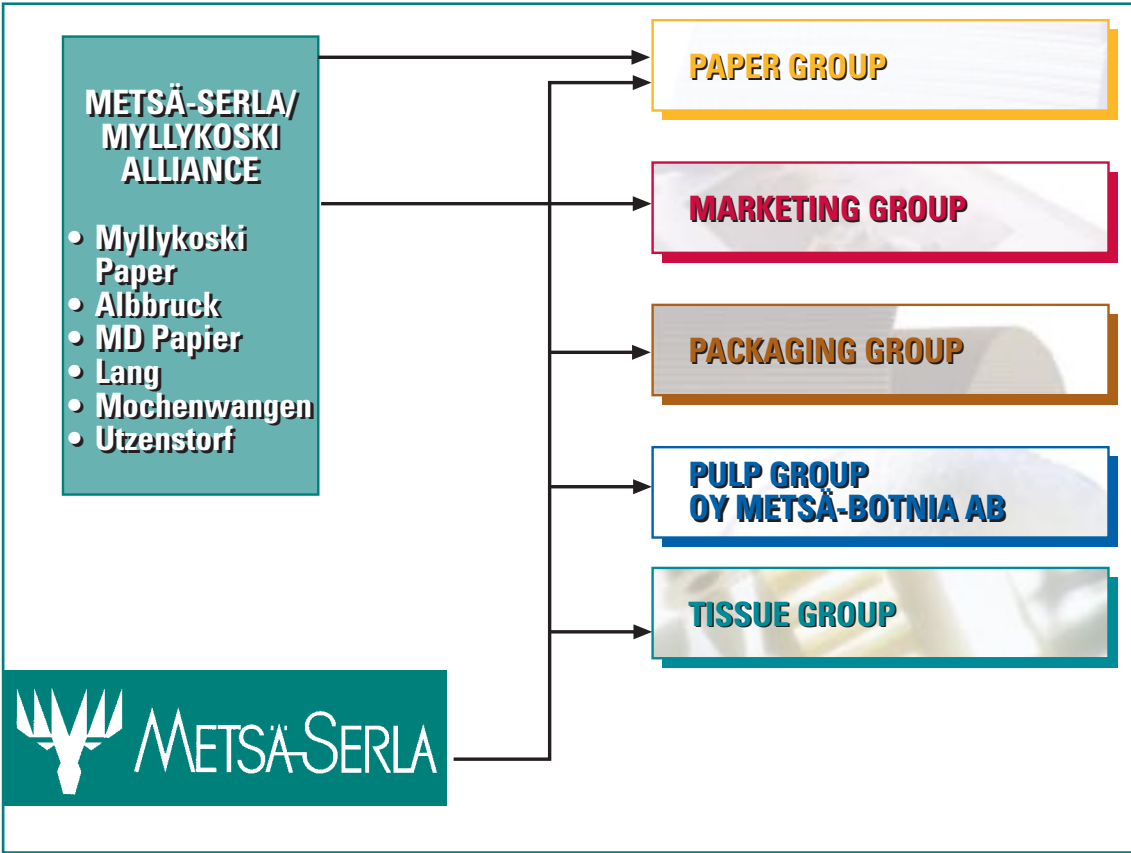 METSÄ-SERLA/
MYLLYKOSKI
ALLIANCE
• Myllykoski
Paper
• Albbruck
• MD Papier
• Lang
• Mochenwangen
• Utzenstorf
PAPER GROUP
MARKETING GROUP
PACKAGING GROUP
PULP GROUP
OY METSÄ-BOTNIA AB
TISSUE GROUP
METSÄ-SERLA